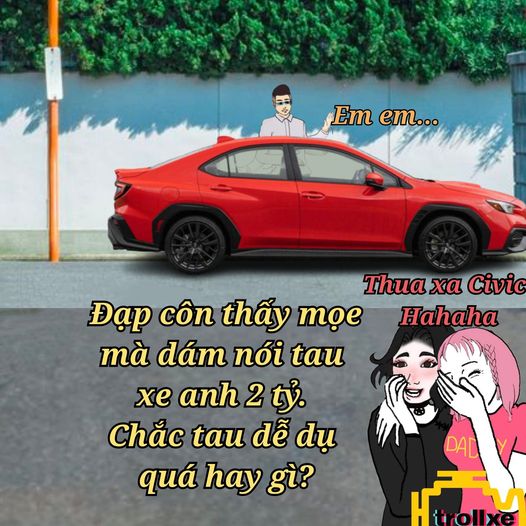 Em em...
Thua xa Civic
Hahaha
Đạp côn thấy mọe
mà dám nói tau
xe anh 2 tỷ.
Chắc tau dễ dụ
quá hay gì?
DADDY
trollxe